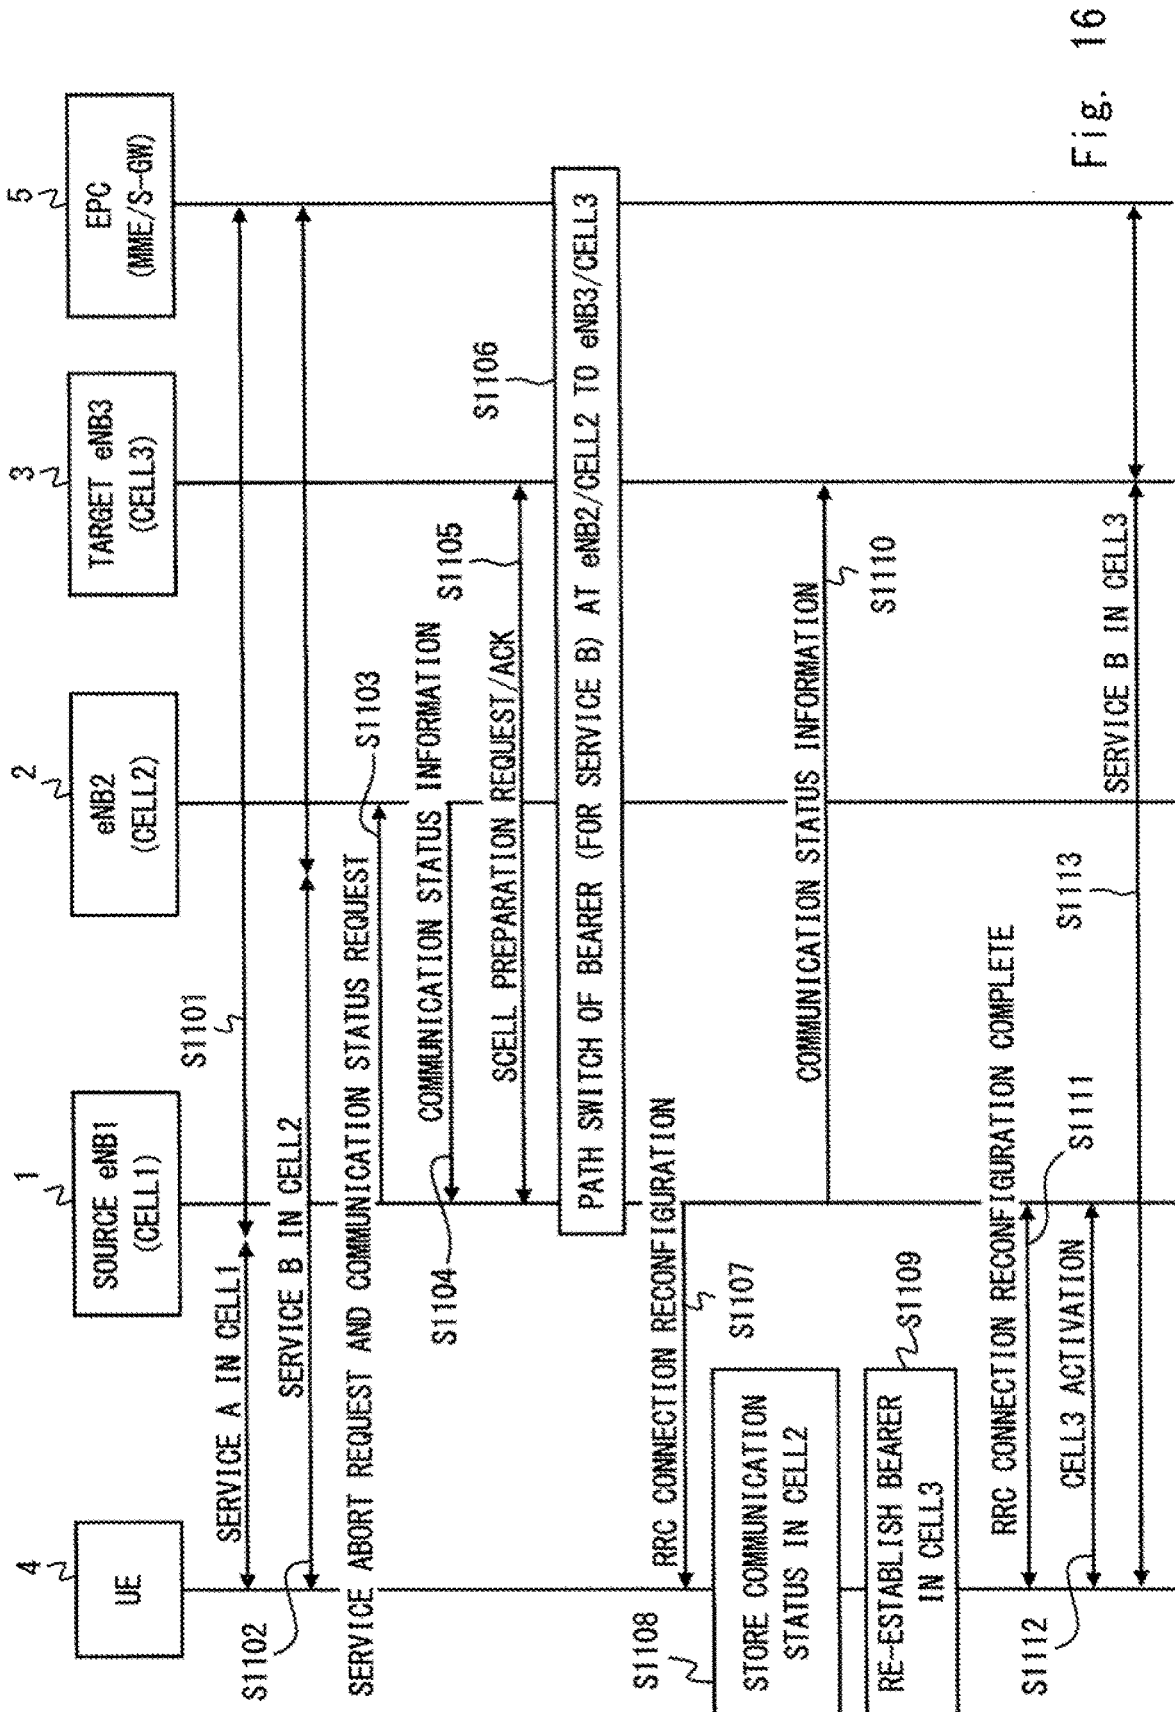 4
UE
1
SOURCE eNB1
(CELL1)
2
eNB2
(CELL2)
3
TARGET eNB3
(CELL3)
5
EPC
(MME/S-GW)
SERVICE A IN CELL1
S1101
S1102
SERVICE B IN CELL2
SERVICE ABORT REQUEST AND COMMUNICATION STATUS REQUEST
S1103
S1104
COMMUNICATION STATUS INFORMATION
SCELL PREPARATION REQUEST/ACK
S1105
S1106
PATH SWITCH OF BEARER (FOR SERVICE B) AT eNB2/CELL2 TO eNB3/CELL3
RRC CONNECTION RECONFIGURATION
S1107
S1108
STORE COMMUNICATION
STATUS IN CELL2
S1109
RE-ESTABLISH BEARER
IN CELL3
COMMUNICATION STATUS INFORMATION
S1110
RRC CONNECTION RECONFIGURATION COMPLETE
S1111
S1112
CELL3 ACTIVATION
S1113
SERVICE B IN CELL3
Fig. 16